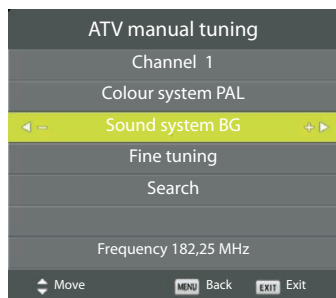 ATV manual tuning
Channel 1
Colour system PAL
Sound system BG
Fine tuning
Search
Frequency 182,25 MHz
Move MENU Back EXIT Exit